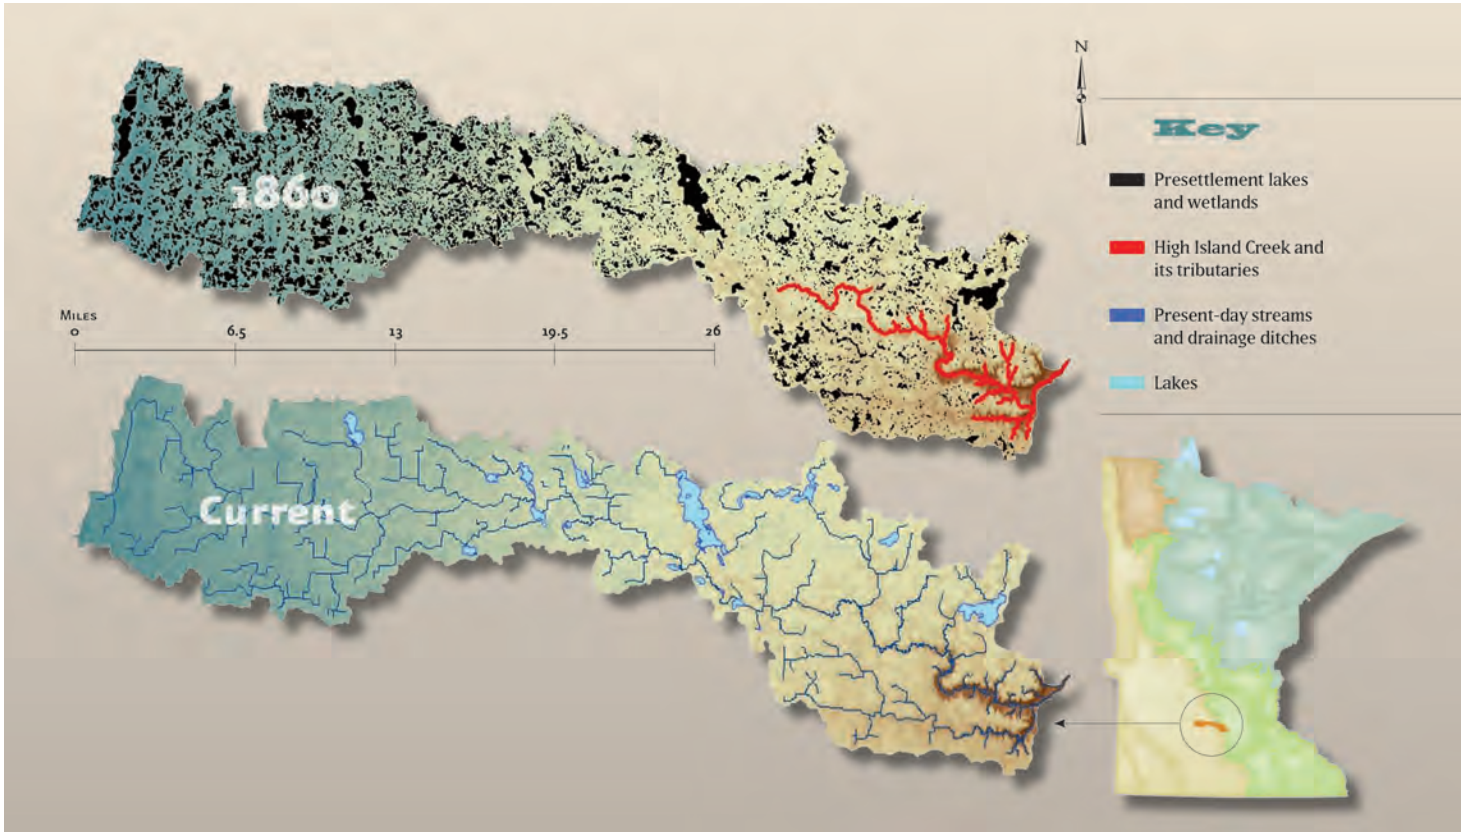 N
Key
1860
Presettlement lakes
and wetlands
High Island Creek and
its tributaries
Present-day streams
and drainage ditches
Lakes
Miles
0 6.5 13 19.5 26
Current